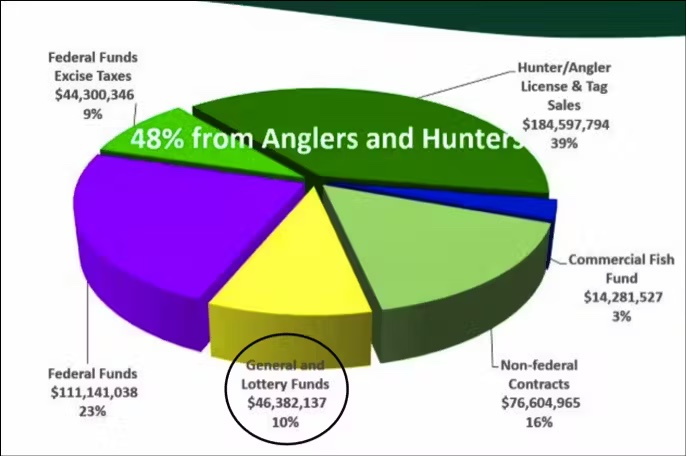 Federal Funds
Excise Taxes
$44,300,346
9%
Hunter/Angler
License & Tag
Sales
$184,597,794
39%
48% from Anglers and Hunters
Commercial Fish
Fund
$14,281,527
3%
Federal Funds
$111,141,038
23%
General and
Lottery Funds
$46,382,137
10%
Non-federal
Contracts
$76,604,965
16%